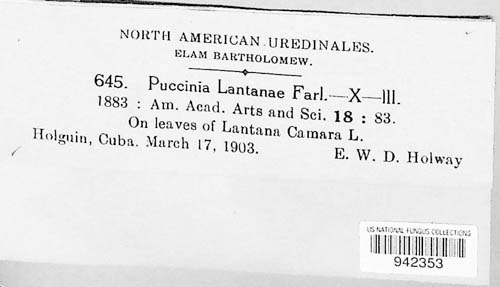 NORTH AMERICAN UREDINALES.
ELAM BARTHOLOMEW.
645. Puccinia Lantanae Farl.—X—III.
1883 : Am. Acad. Arts and Sci. 18 : 83.
On leaves of Lantana Camara L.
Holguin, Cuba. March 17, 1903. E. W. D. Holway
US NATIONAL FUNGUS COLLECTIONS
942353